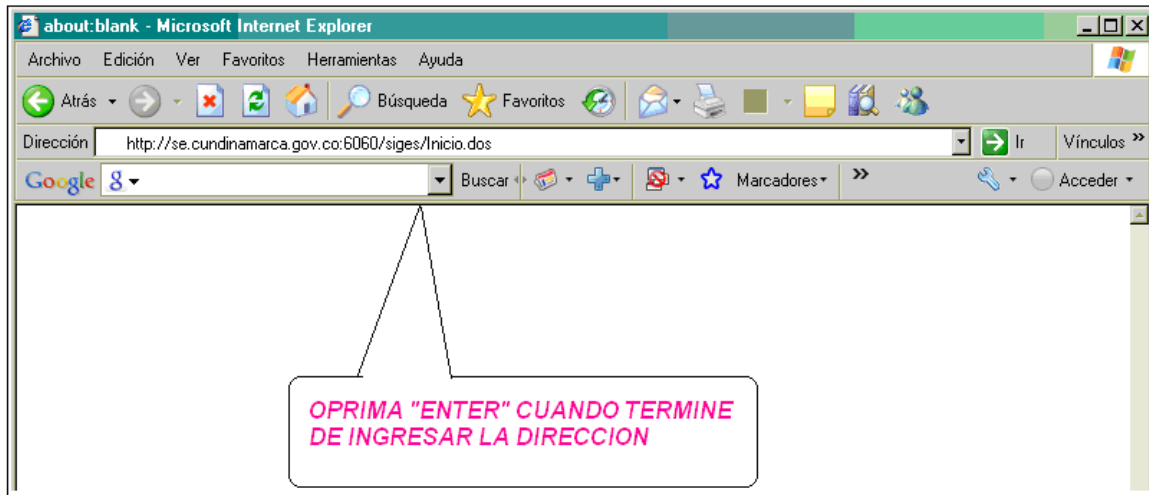 about:blank - Microsoft Internet Explorer
Archivo Edición Ver Favoritos Herramientas Ayuda
Atrás Búsqueda Favoritos
Dirección http://se.cundinamarca.gov.co:6060/siges/Inicio.dos Ir Vínculos »
Google g Buscar Marcadores » Acceder
OPRIMA "ENTER" CUANDO TERMINE
DE INGRESAR LA DIRECCION